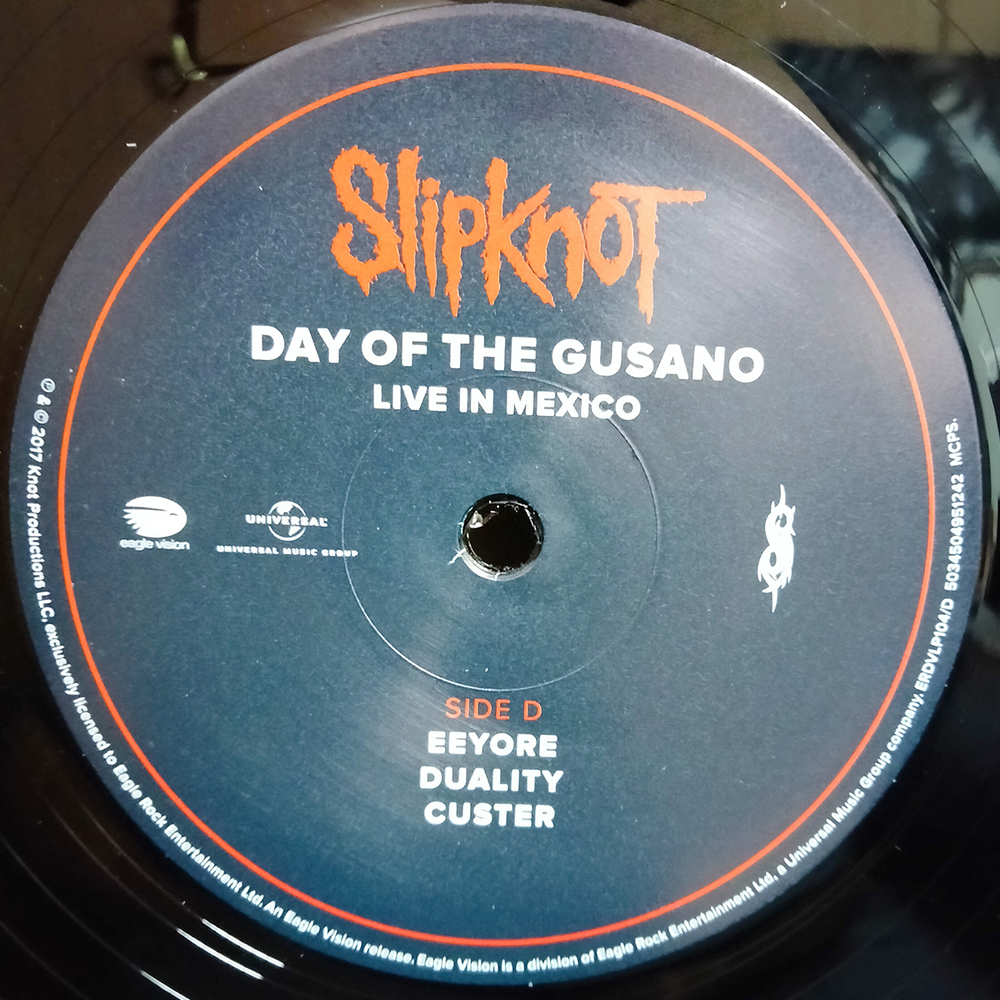 Slipknot
DAY OF THE GUSANO
LIVE IN MEXICO
eagle vision
UNIVERSAL
UNIVERSAL MUSIC GROUP
SIDE D
EEYORE
DUALITY
CUSTER
℗ & © 2017 Knot Productions LLC, exclusively licensed to Eagle Rock Entertainment Ltd. An Eagle Vision release. Eagle Vision is a division of Eagle Rock Entertainment Ltd, a Universal Music Group company. ERDVLP104/D 5034504951242 MCPS.